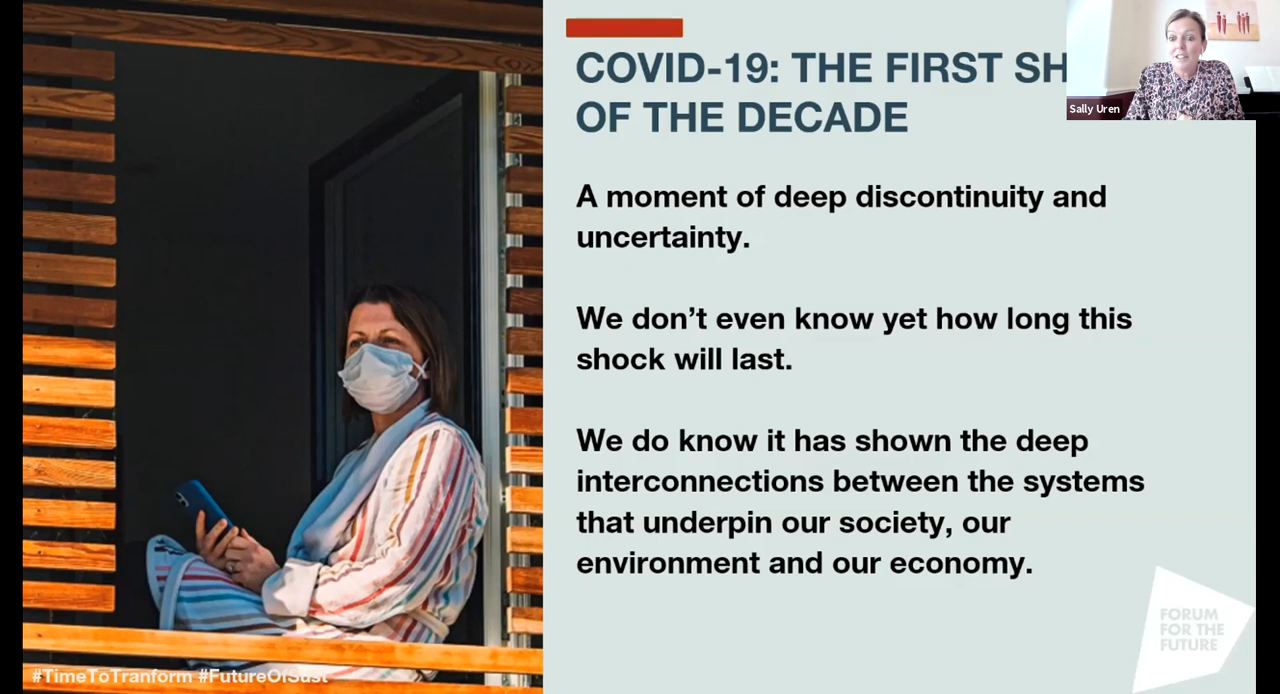 COVID-19: THE FIRST SH
OF THE DECADE
Sally Uren
A moment of deep discontinuity and
uncertainty.
We don’t even know yet how long this
shock will last.
We do know it has shown the deep
interconnections between the systems
that underpin our society, our
environment and our economy.
FORUM
FOR THE
FUTURE
#TimeToTranform #FutureOfSust